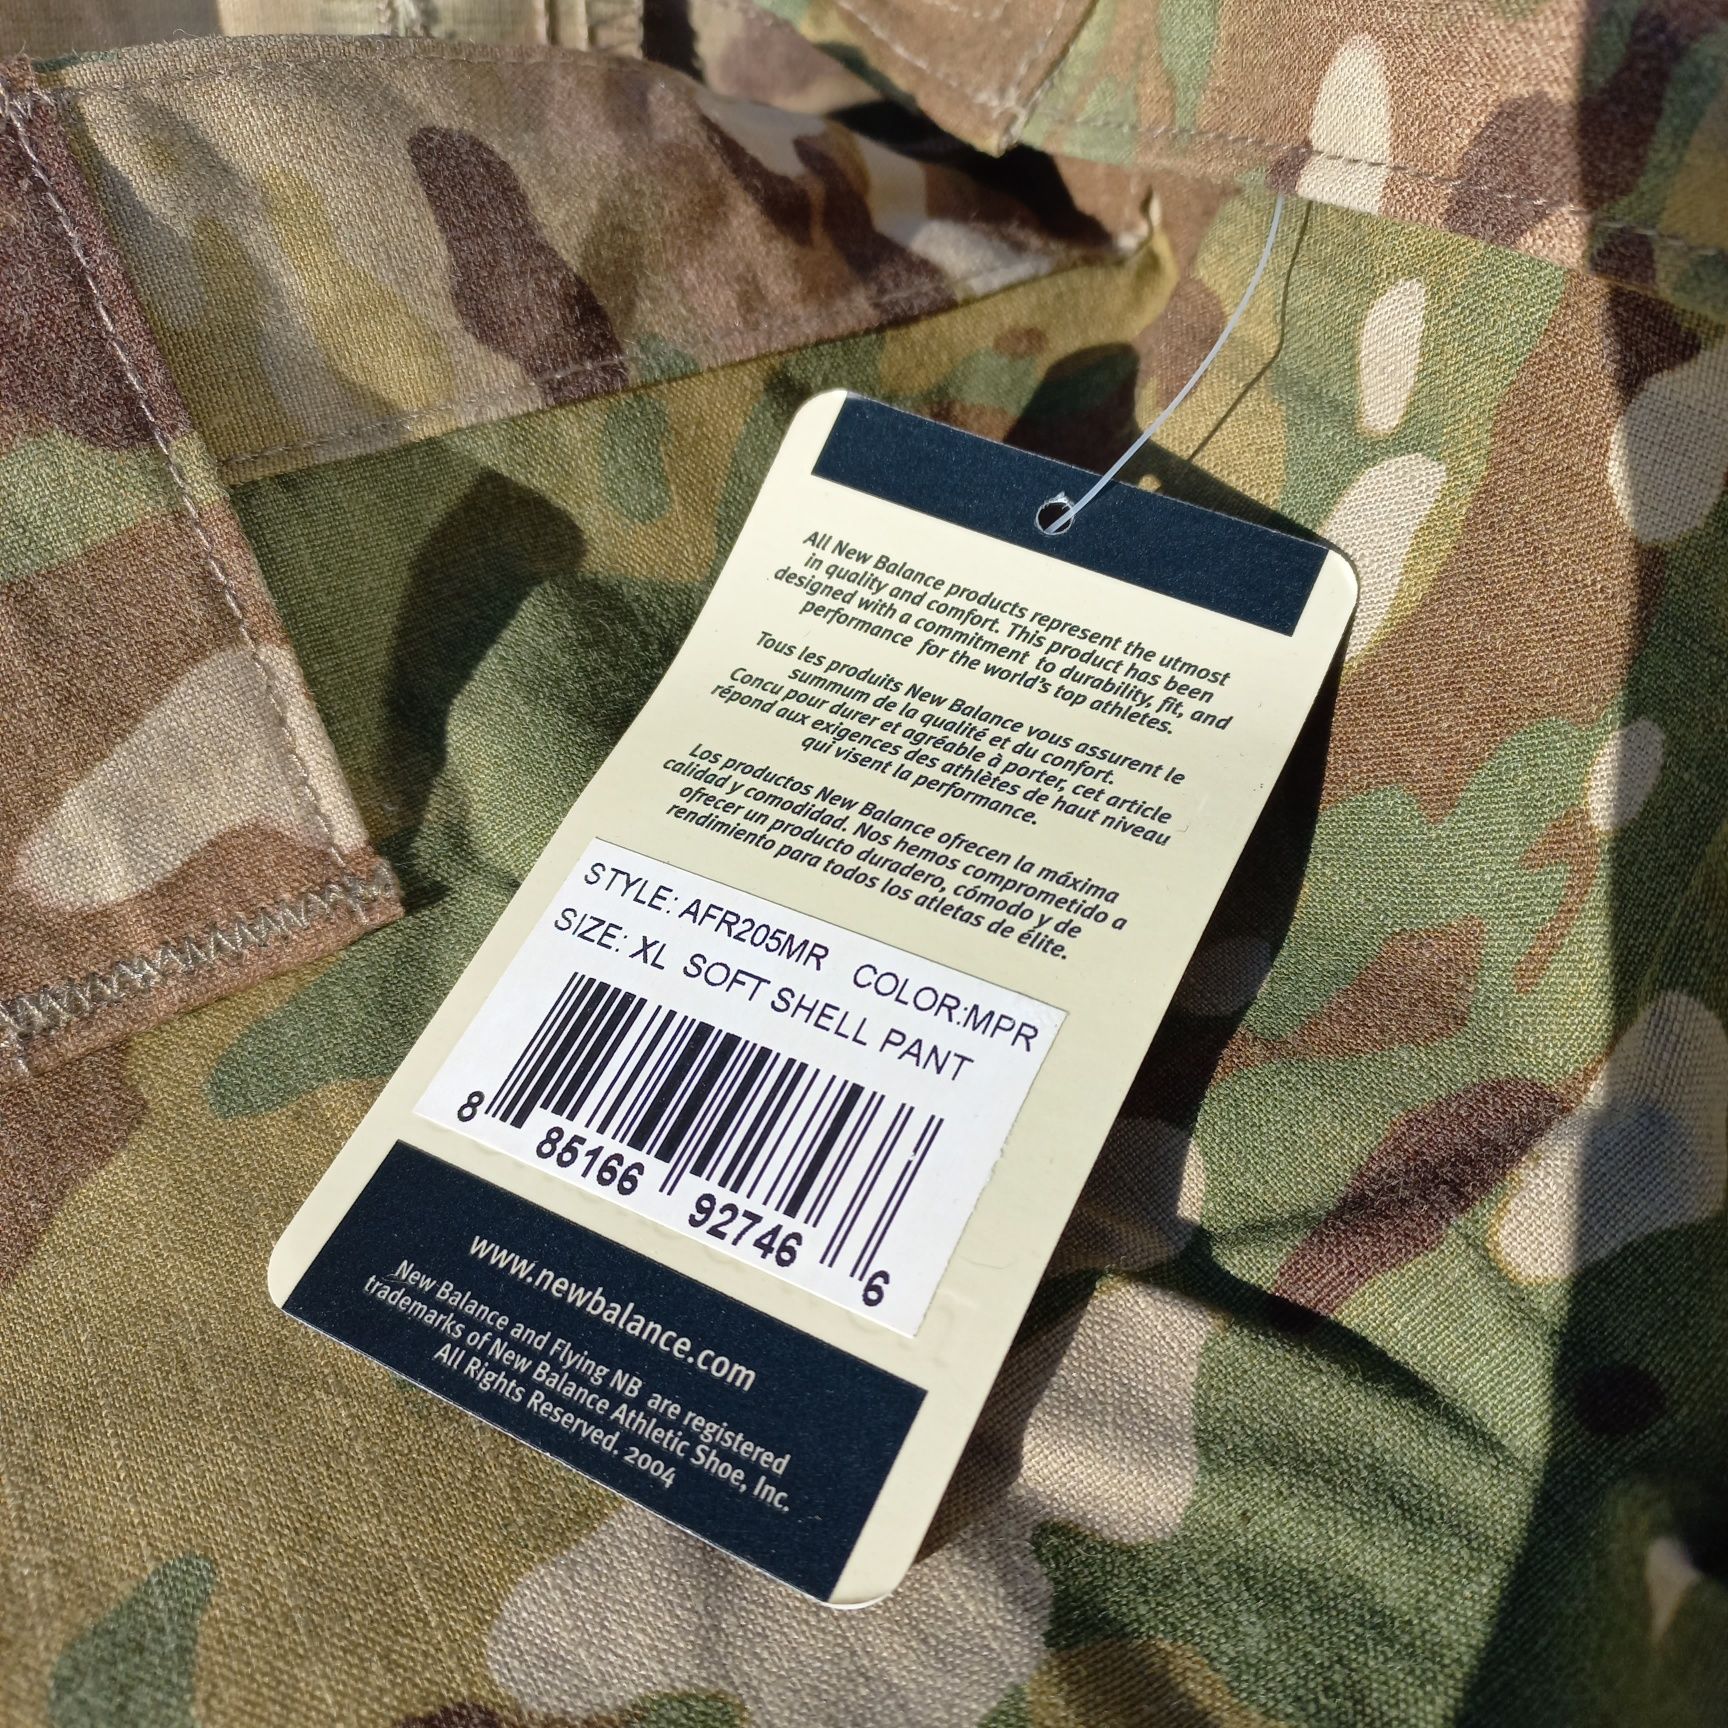 All New Balance products represent the utmost
in quality and comfort. This product has been
designed with a commitment to durability, fit, and
performance for the world's top athletes.
Tous les produits New Balance vous assurent le
summum de la qualité et du confort.
Concu pour durer et agréable à porter, cet article
répond aux exigences des athlètes de haut niveau
qui visent la performance.
Los productos New Balance ofrecen la máxima
calidad y comodidad. Nos hemos comprometido a
ofrecer un producto duradero, cómodo y de
rendimiento para todos los atletas de élite.
STYLE: AFR205MR COLOR:MPR
SIZE: XL SOFT SHELL PANT
8 85166 92746 6
www.newbalance.com
New Balance and Flying NB are registered
trademarks of New Balance Athletic Shoe, Inc.
All Rights Reserved. 2004